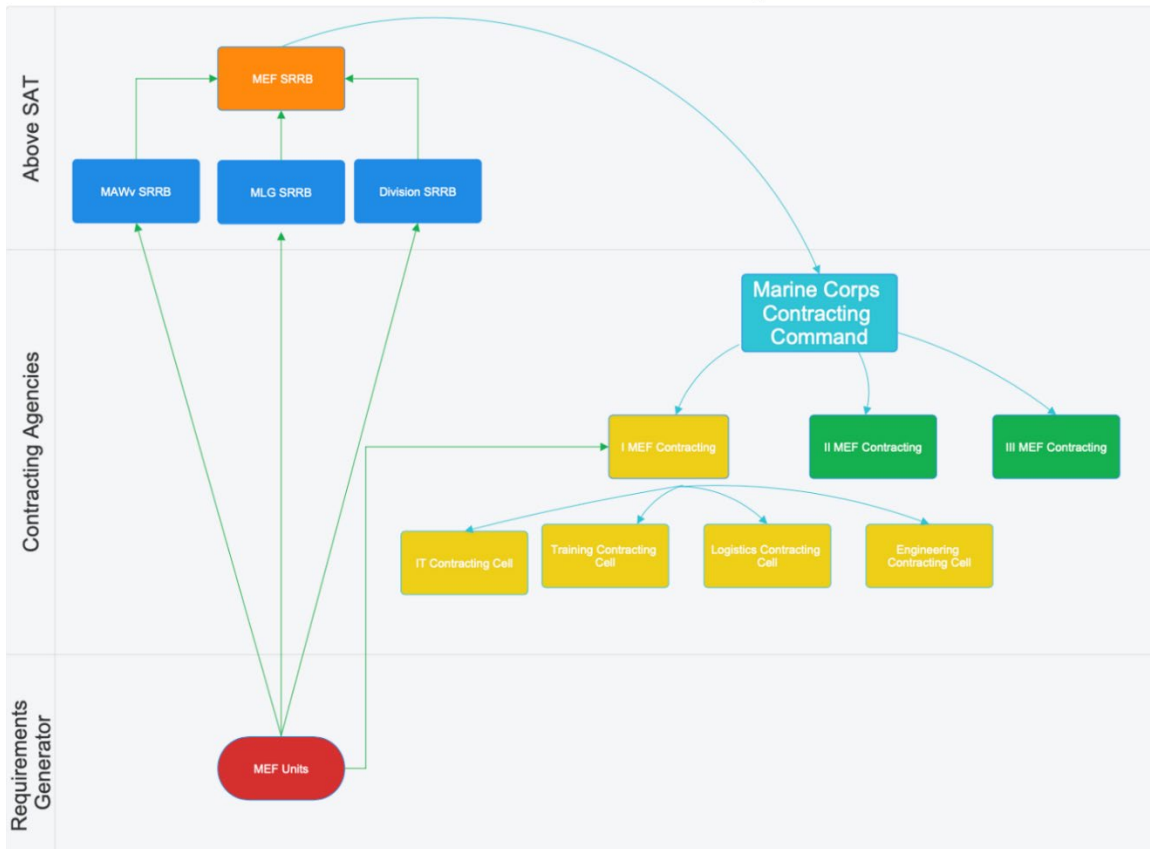 Above SAT
MEF SRRB
MAWv SRRB
MLG SRRB
Division SRRB
Contracting Agencies
Marine Corps
Contracting
Command
I MEF Contracting
II MEF Contracting
III MEF Contracting
IT Contracting Cell
Training Contracting
Cell
Logistics Contracting
Cell
Engineering
Contracting Cell
Requirements
Generator
MEF Units